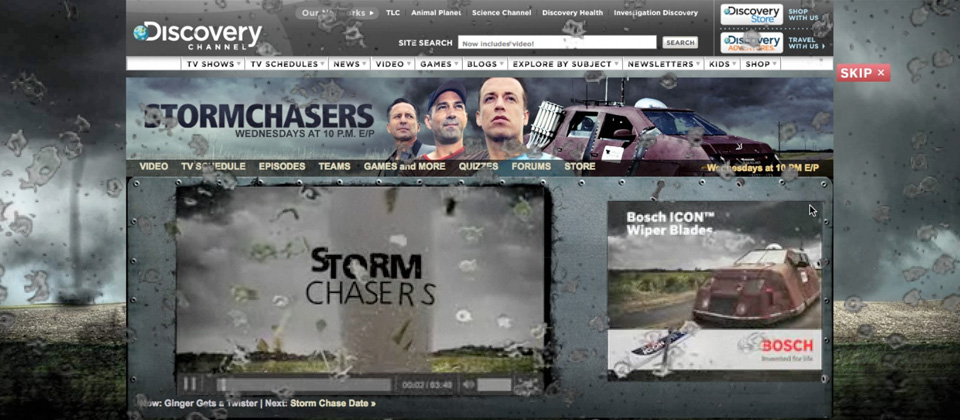 Our Networks TLC Animal Planet Science Channel Discovery Health Investigation Discovery
Discovery
CHANNEL
Discovery
Store
SHOP
WITH US
SITE SEARCH Now includes video! SEARCH
Discovery
ADVENTURES
TRAVEL
WITH US
TV SHOWS TV SCHEDULES NEWS VIDEO GAMES BLOGS EXPLORE BY SUBJECT NEWSLETTERS KIDS SHOP
SKIP ×
STORMCHASERS
WEDNESDAYS AT 10 P.M. E/P
VIDEO TV SCHEDULE EPISODES TEAMS GAMES and MORE QUIZZES FORUMS STORE Wednesdays at 10 PM E/P
STORM
CHASERS
Bosch ICON™
Wiper Blades.
BOSCH
Invented for life
00:02 / 03:48
Now: Ginger Gets a Twister | Next: Storm Chase Date »